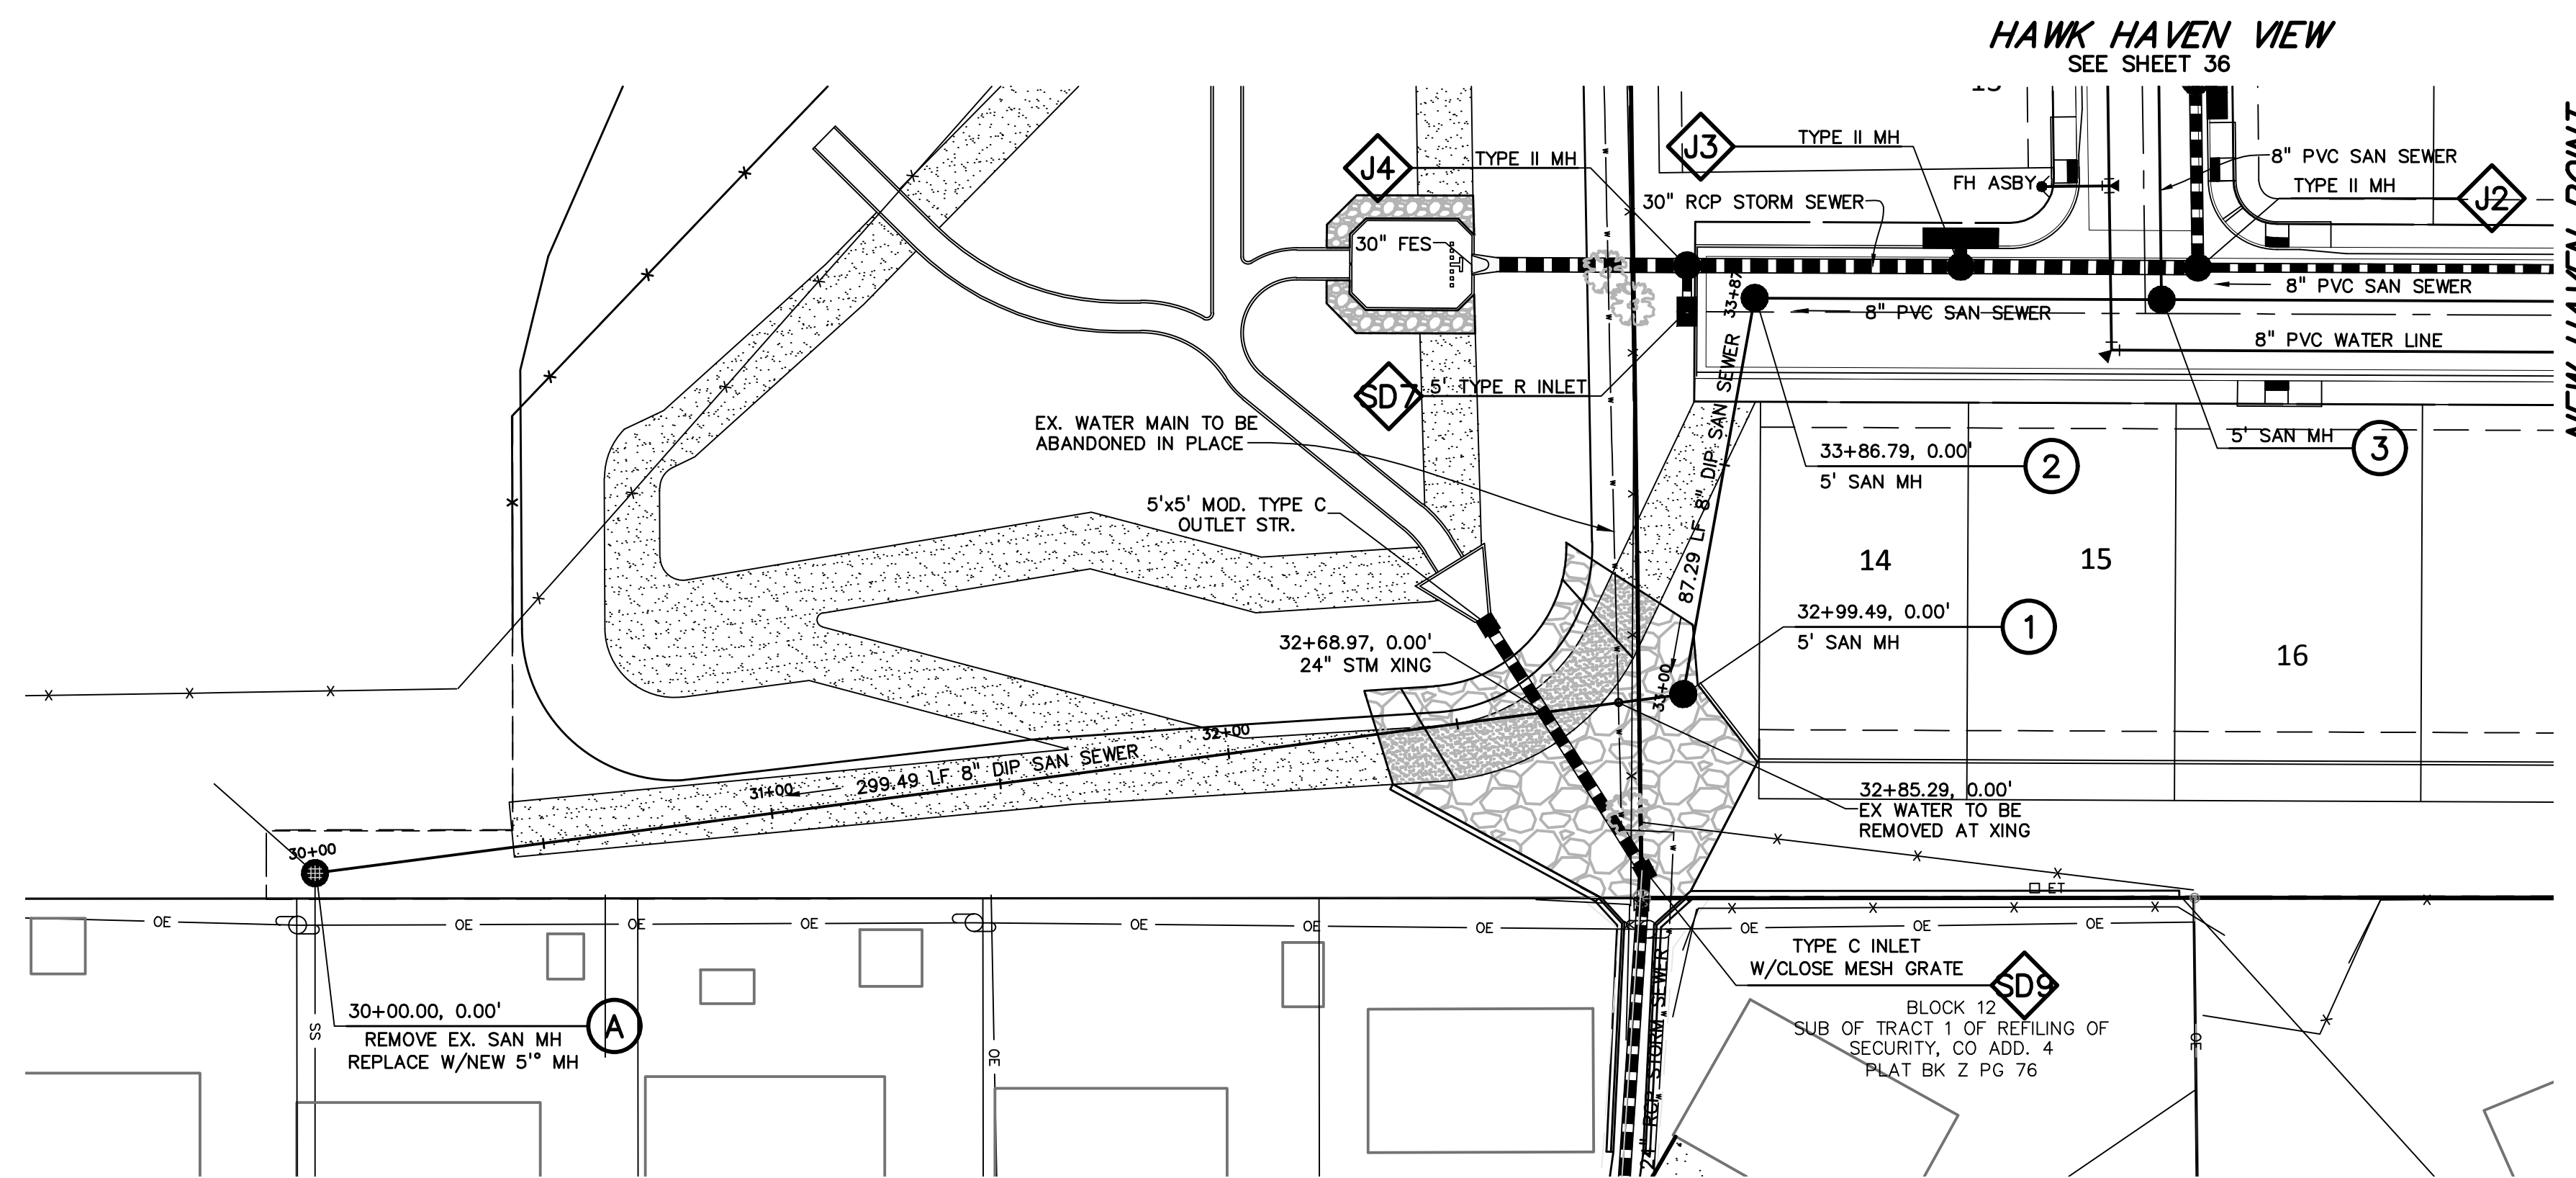 HAWK HAVEN VIEW
SEE SHEET 36
J4
TYPE II MH
J3
TYPE II MH
FH ASBY
8" PVC SAN SEWER
TYPE II MH
J2
30" RCP STORM SEWER
30" FES
33+87
8" PVC SAN SEWER
8" PVC SAN SEWER
8" PVC WATER LINE
NEW HAVEN POINT
SD7
5' TYPE R INLET
EX. WATER MAIN TO BE
ABANDONED IN PLACE
33+86.79, 0.00'
5' SAN MH
2
5' SAN MH
3
5'x5' MOD. TYPE C
OUTLET STR.
87.29 LF 8" DIP SAN SEWER
14
15
16
32+99.49, 0.00'
5' SAN MH
1
32+68.97, 0.00'
24" STM XING
33+00
32+00
31+00
299.49 LF 8" DIP SAN SEWER
32+85.29, 0.00'
EX WATER TO BE
REMOVED AT XING
30+00
ET
OE
OE
OE
OE
OE
OE
OE
OE
OE
OE
30+00.00, 0.00'
REMOVE EX. SAN MH
REPLACE W/NEW 5'° MH
A
SS
OE
TYPE C INLET
W/CLOSE MESH GRATE
SD9
24" RCP STORM SEWER
BLOCK 12
SUB OF TRACT 1 OF REFILING OF
SECURITY, CO ADD. 4
PLAT BK Z PG 76
OE